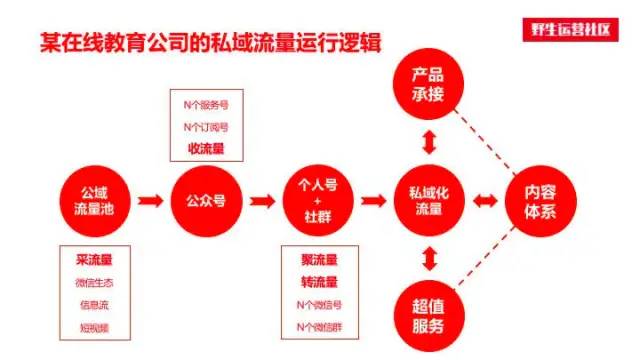 某在线教育公司的私域流量运行逻辑
野生运营社区
产品
承接
N个服务号
N个订阅号
收流量
公域
流量池
公众号
个人号
+
社群
私域化
流量
内容
体系
采流量
微信生态
信息流
短视频
聚流量
转流量
N个微信号
N个微信群
超值
服务